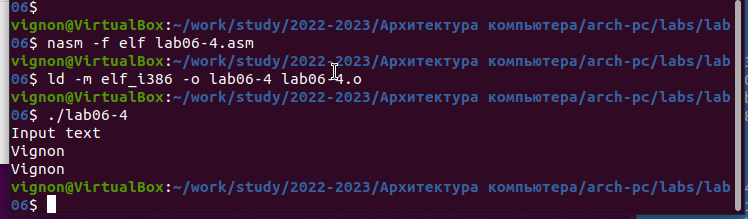 06$
vignon@VirtualBox:~/work/study/2022-2023/Архитектура компьютера/arch-pc/labs/lab
06$ nasm -f elf lab06-4.asm
vignon@VirtualBox:~/work/study/2022-2023/Архитектура компьютера/arch-pc/labs/lab
06$ ld -m elf_i386 -o lab06-4 lab06-4.o
vignon@VirtualBox:~/work/study/2022-2023/Архитектура компьютера/arch-pc/labs/lab
06$ ./lab06-4
Input text
Vignon
Vignon
vignon@VirtualBox:~/work/study/2022-2023/Архитектура компьютера/arch-pc/labs/lab
06$